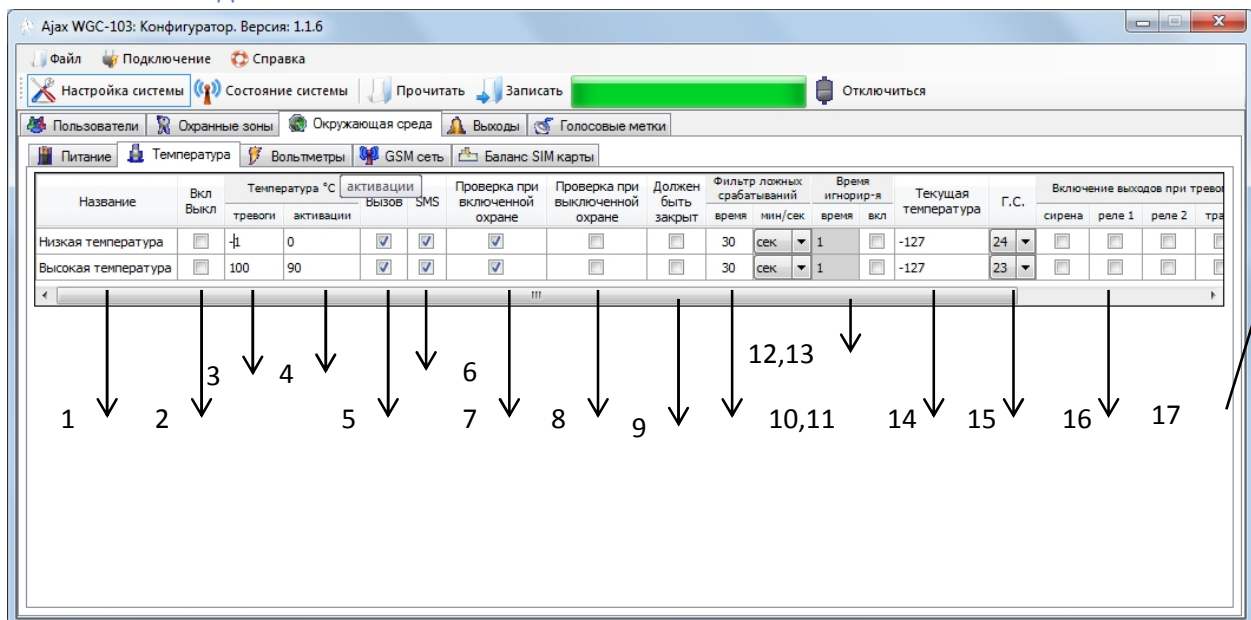 Ajax WGC-103: Конфигуратор. Версия: 1.1.6
Файл Подключение Справка
Настройка системы Состояние системы Прочитать Записать Отключиться
Пользователи Охранные зоны Окружающая среда Выходы Голосовые метки
Питание Температура Вольтметры GSM сеть Баланс SIM карты
Название Вкл Выкл Температура °C тревоги активации активации Вызов SMS Проверка при включенной охране Проверка при выключенной охране Должен быть закрыт Фильтр ложных срабатываний время мин/сек Время игнорир-я время вкл Текущая температура Г.С. Включение выходов при тревог сирена реле 1 реле 2 тра
Низкая температура -1 0 30 сек 1 -127 24
Высокая температура 100 90 30 сек 1 -127 23
12,13
3 4 6
1 2 5 7 8 9 10,11 14 15 16 17